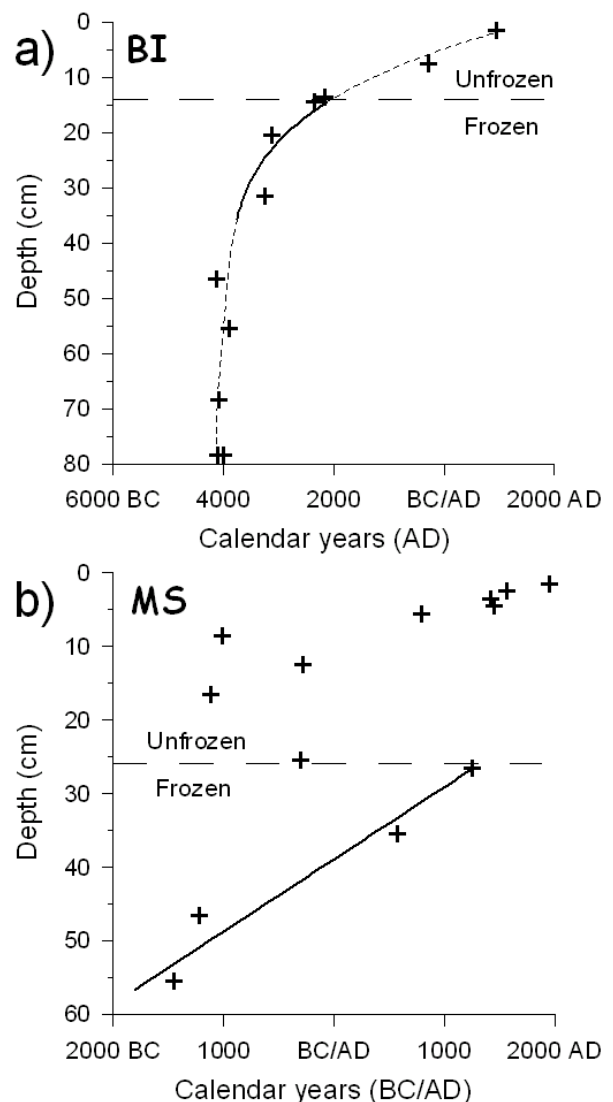 a) BI
0
10
Unfrozen
Frozen
20
30
40
50
60
70
80
Depth (cm)
6000 BC 4000 2000 BC/AD 2000 AD
Calendar years (AD)
b) MS
0
10
20
Unfrozen
Frozen
30
40
50
60
Depth (cm)
2000 BC 1000 BC/AD 1000 2000 AD
Calendar years (BC/AD)